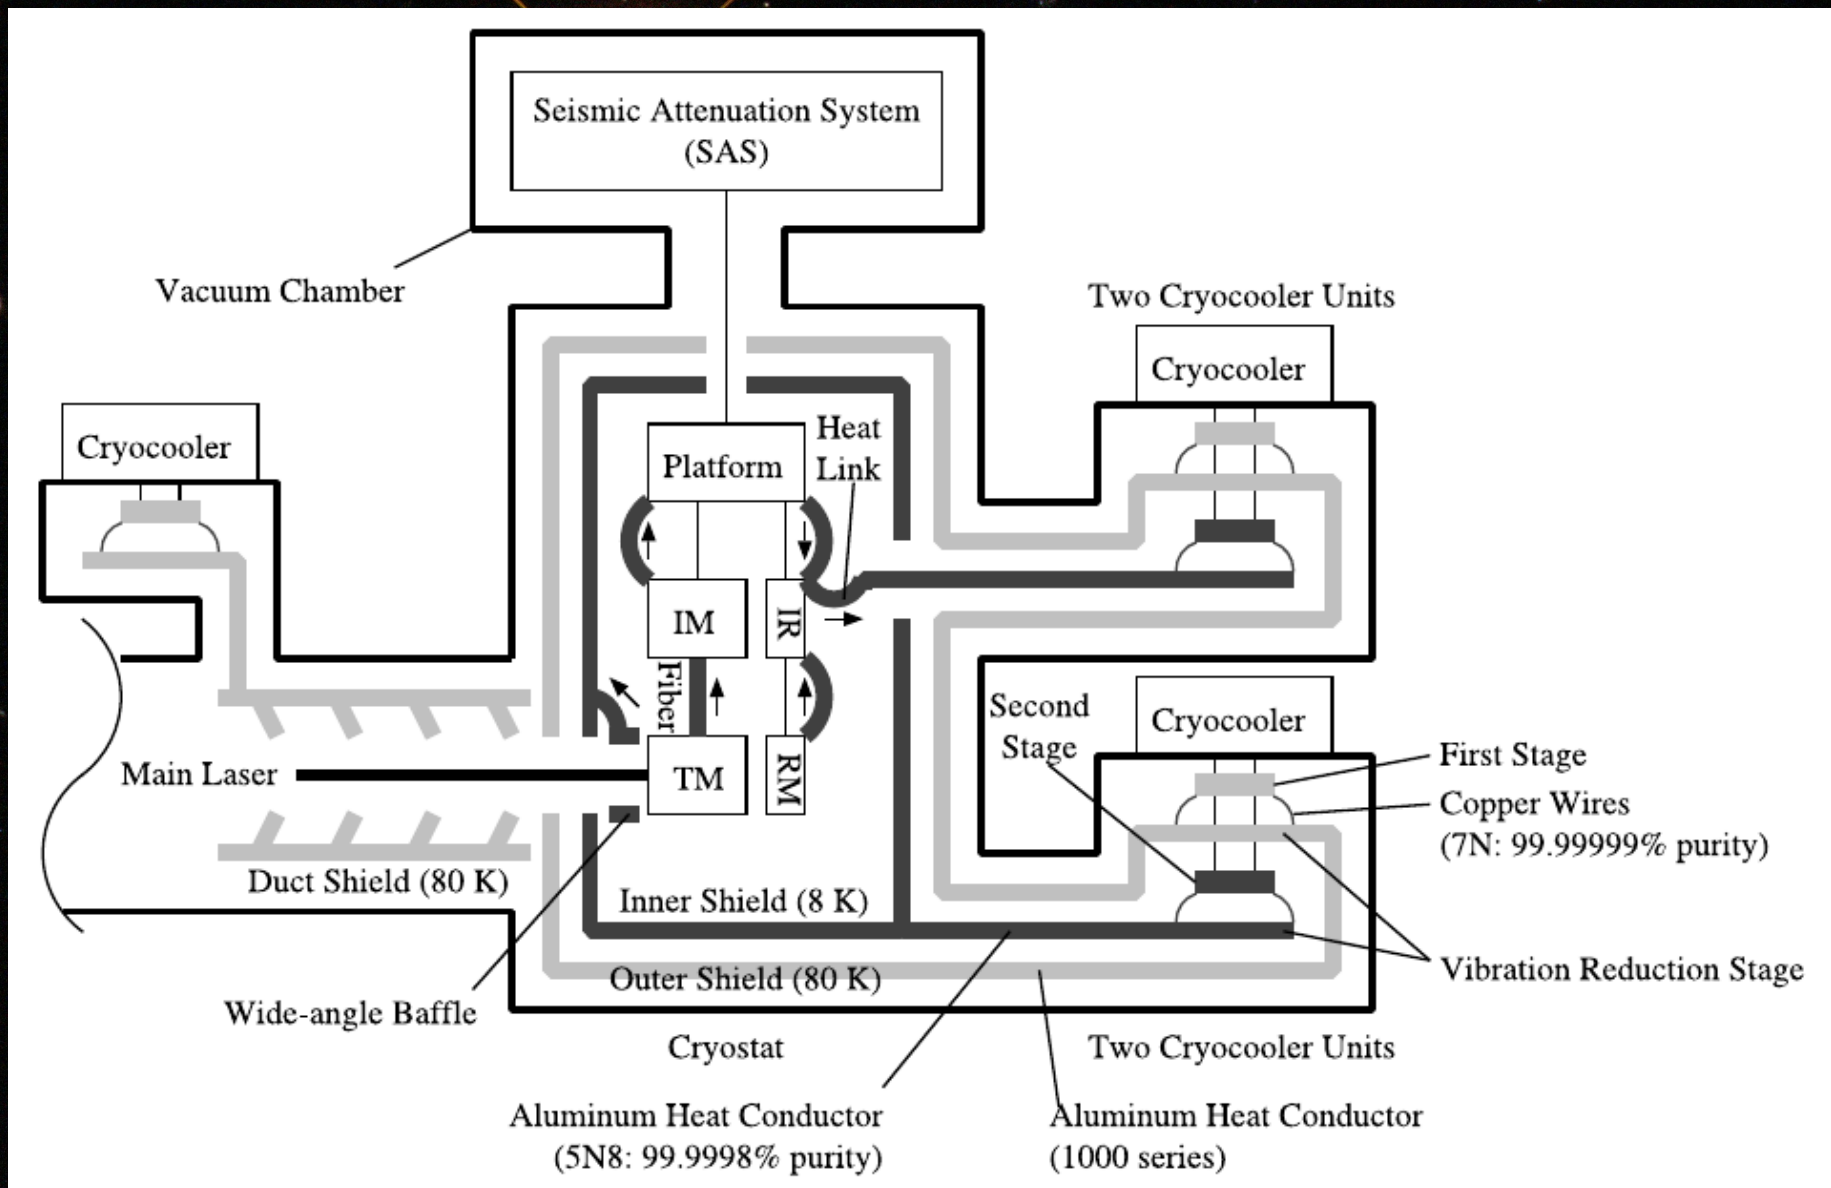 Seismic Attenuation System
(SAS)
Vacuum Chamber
Two Cryocooler Units
Cryocooler
Cryocooler
Heat
Link
Platform
IM
IR
Fiber
TM
RM
Main Laser
Second
Stage
Cryocooler
First Stage
Copper Wires
(7N: 99.99999% purity)
Duct Shield (80 K)
Inner Shield (8 K)
Outer Shield (80 K)
Vibration Reduction Stage
Wide-angle Baffle
Cryostat
Two Cryocooler Units
Aluminum Heat Conductor
(5N8: 99.9998% purity)
Aluminum Heat Conductor
(1000 series)